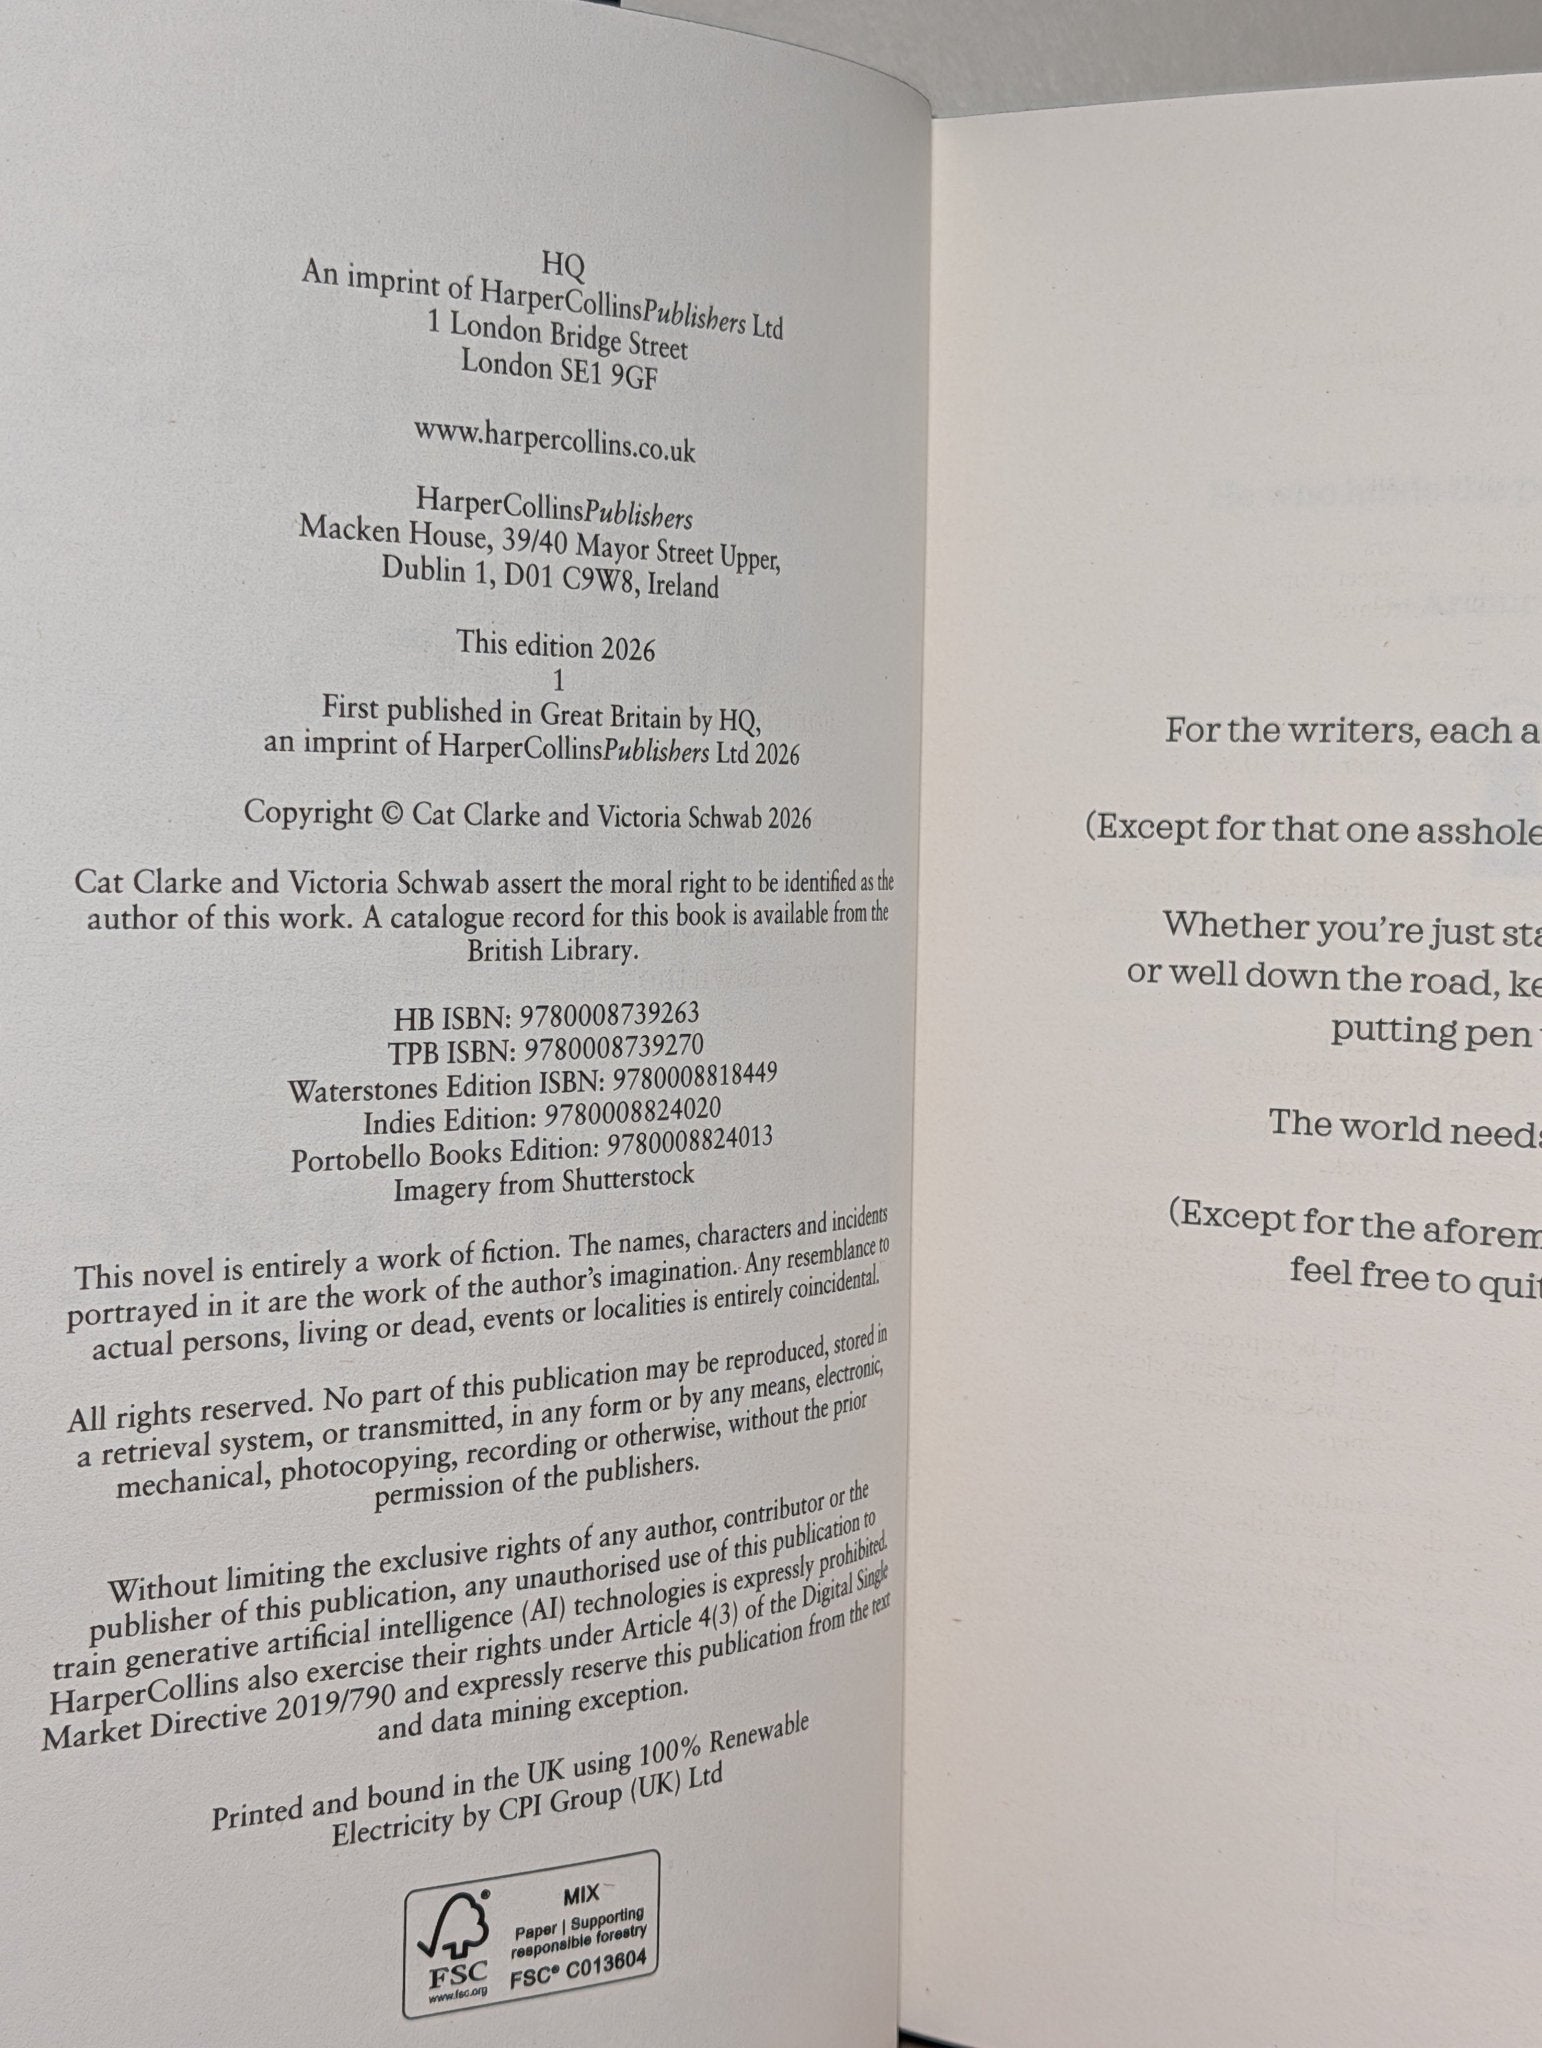 HQ
An imprint of HarperCollinsPublishers Ltd
1 London Bridge Street
London SE1 9GF
www.harpercollins.co.uk
HarperCollinsPublishers
Macken House, 39/40 Mayor Street Upper,
Dublin 1, D01 C9W8, Ireland
This edition 2026
1
First published in Great Britain by HQ,
an imprint of HarperCollinsPublishers Ltd 2026
Copyright © Cat Clarke and Victoria Schwab 2026
Cat Clarke and Victoria Schwab assert the moral right to be identified as the
author of this work. A catalogue record for this book is available from the
British Library.
HB ISBN: 9780008739263
TPB ISBN: 9780008739270
Waterstones Edition ISBN: 9780008818449
Indies Edition: 9780008824020
Portobello Books Edition: 9780008824013
Imagery from Shutterstock
This novel is entirely a work of fiction. The names, characters and incidents
portrayed in it are the work of the author's imagination. Any resemblance to
actual persons, living or dead, events or localities is entirely coincidental.
All rights reserved. No part of this publication may be reproduced, stored in
a retrieval system, or transmitted, in any form or by any means, electronic,
mechanical, photocopying, recording or otherwise, without the prior
permission of the publishers.
Without limiting the exclusive rights of any author, contributor or the
publisher of this publication, any unauthorised use of this publication to
train generative artificial intelligence (AI) technologies is expressly prohibited.
HarperCollins also exercise their rights under Article 4(3) of the Digital Single
Market Directive 2019/790 and expressly reserve this publication from the text
and data mining exception.
Printed and bound in the UK using 100% Renewable
Electricity by CPI Group (UK) Ltd
FSC
www.fsc.org
MIX
Paper | Supporting
responsible forestry
FSC® C013604
For the writers, each a
(Except for that one asshole
Whether you're just sta
or well down the road, ke
putting pen
The world needs
(Except for the aforem
feel free to quit